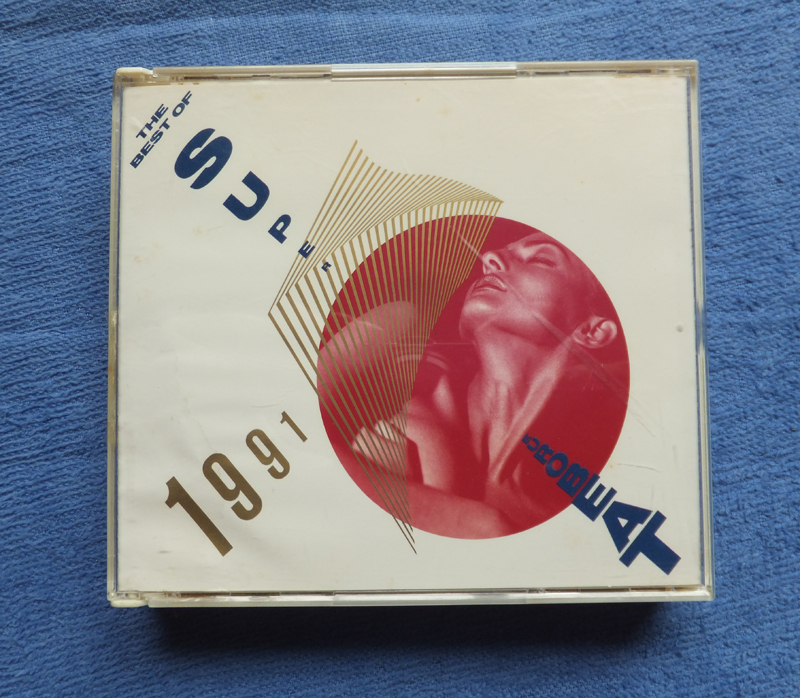 THE
BEST OF
SUPER
EUROBEAT
1991